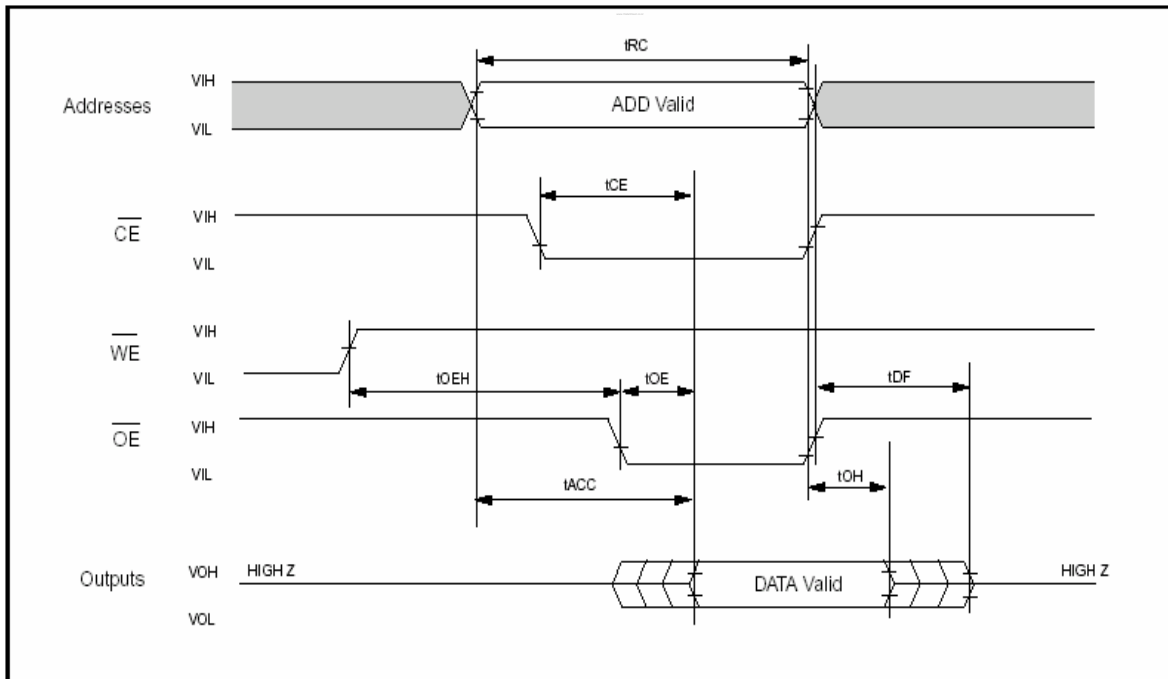 tRC
VIH
Addresses
ADD Valid
VIL
tCE
VIH
CE
VIL
VIH
WE
VIL
tOEH
tOE
tDF
VIH
OE
VIL
tACC
tOH
Outputs
VOH
HIGH Z
DATA Valid
HIGH Z
VOL